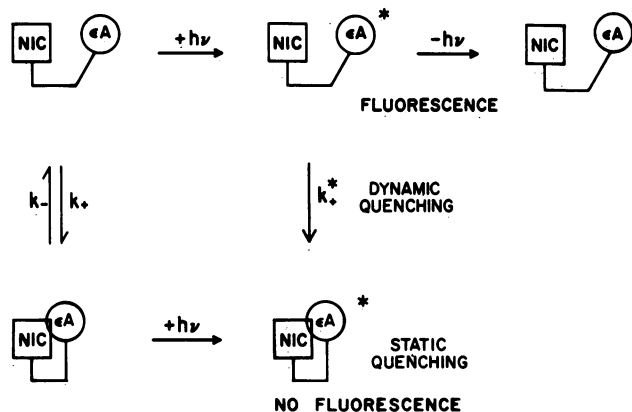 NIC ϵA +hν NIC ϵA * -hν NIC ϵA
FLUORESCENCE
k- k+ k+* DYNAMIC
QUENCHING
NIC ϵA +hν NIC ϵA *
STATIC
QUENCHING
NO FLUORESCENCE